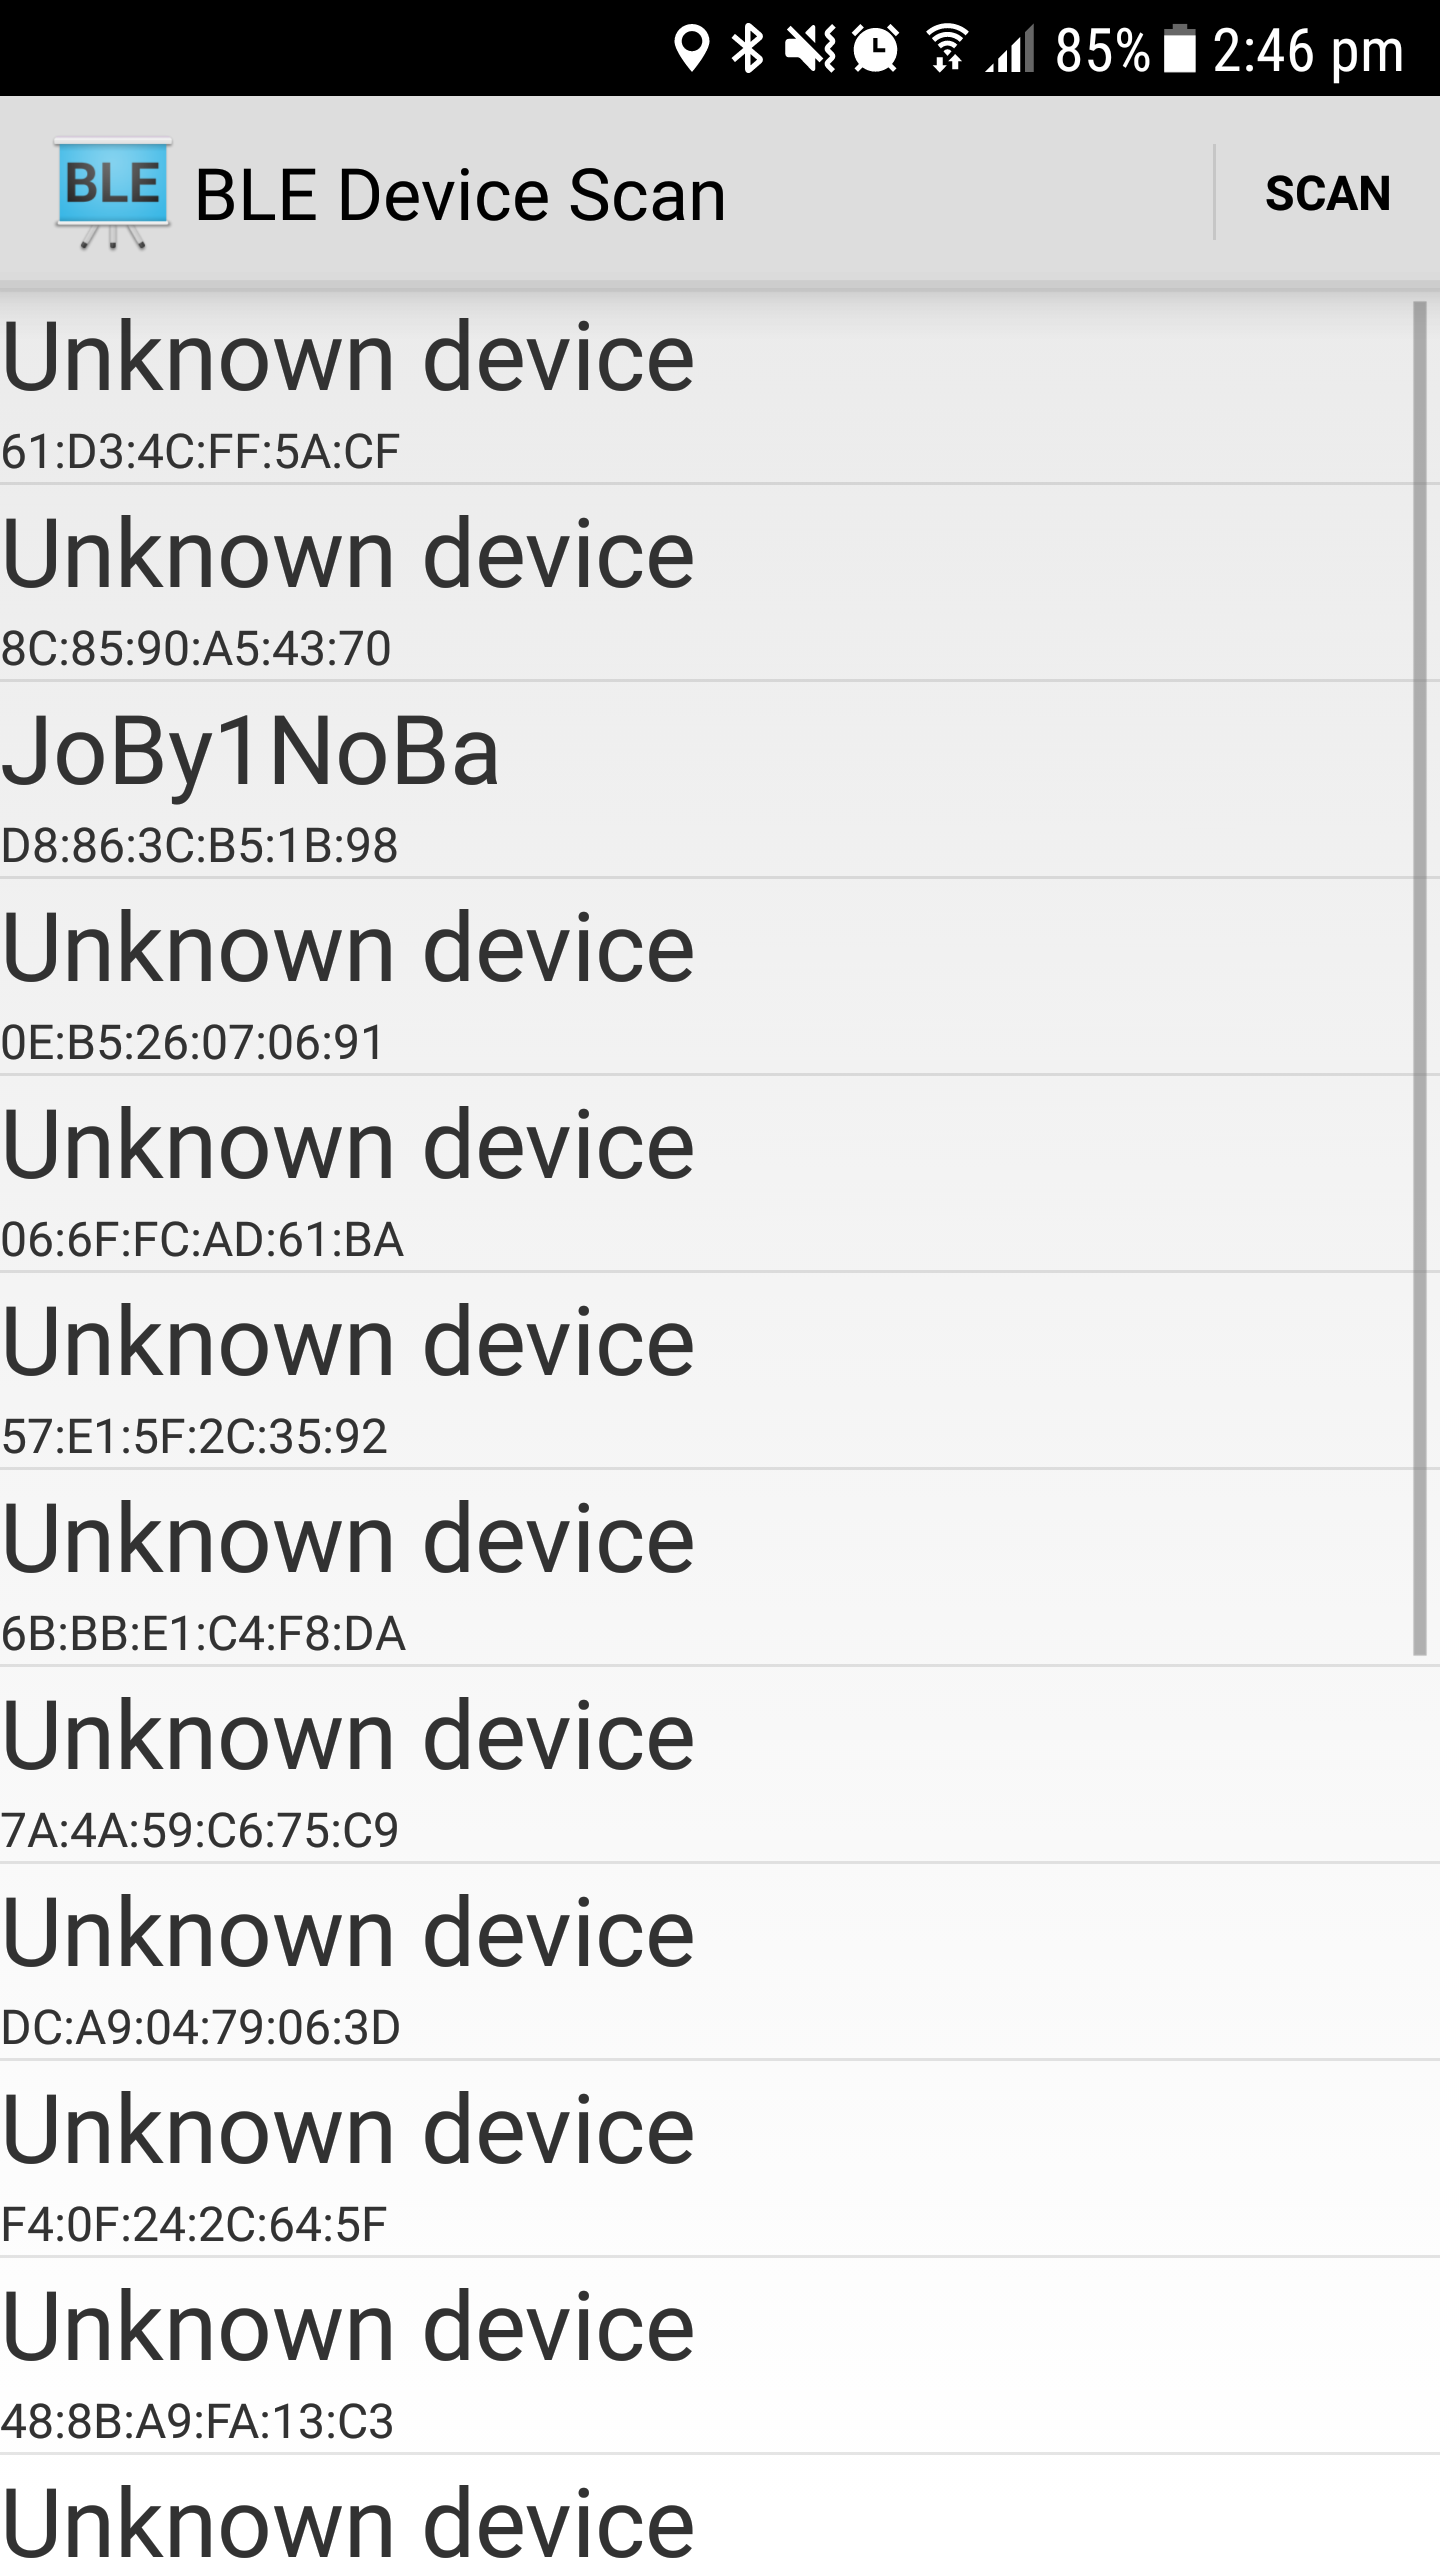 85% 2:46 pm
BLE BLE Device Scan SCAN
Unknown device
61:D3:4C:FF:5A:CF
Unknown device
8C:85:90:A5:43:70
JoBy1NoBa
D8:86:3C:B5:1B:98
Unknown device
0E:B5:26:07:06:91
Unknown device
06:6F:FC:AD:61:BA
Unknown device
57:E1:5F:2C:35:92
Unknown device
6B:BB:E1:C4:F8:DA
Unknown device
7A:4A:59:C6:75:C9
Unknown device
DC:A9:04:79:06:3D
Unknown device
F4:0F:24:2C:64:5F
Unknown device
48:8B:A9:FA:13:C3
Unknown device